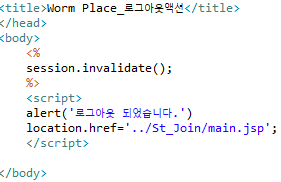 <title>Worm Place_로그아웃액션</title>
</head>
<body>
<%
session.invalidate();
%>
<script>
alert('로그아웃 되었습니다.')
location.href='../St_Join/main.jsp';
</script>
</body>